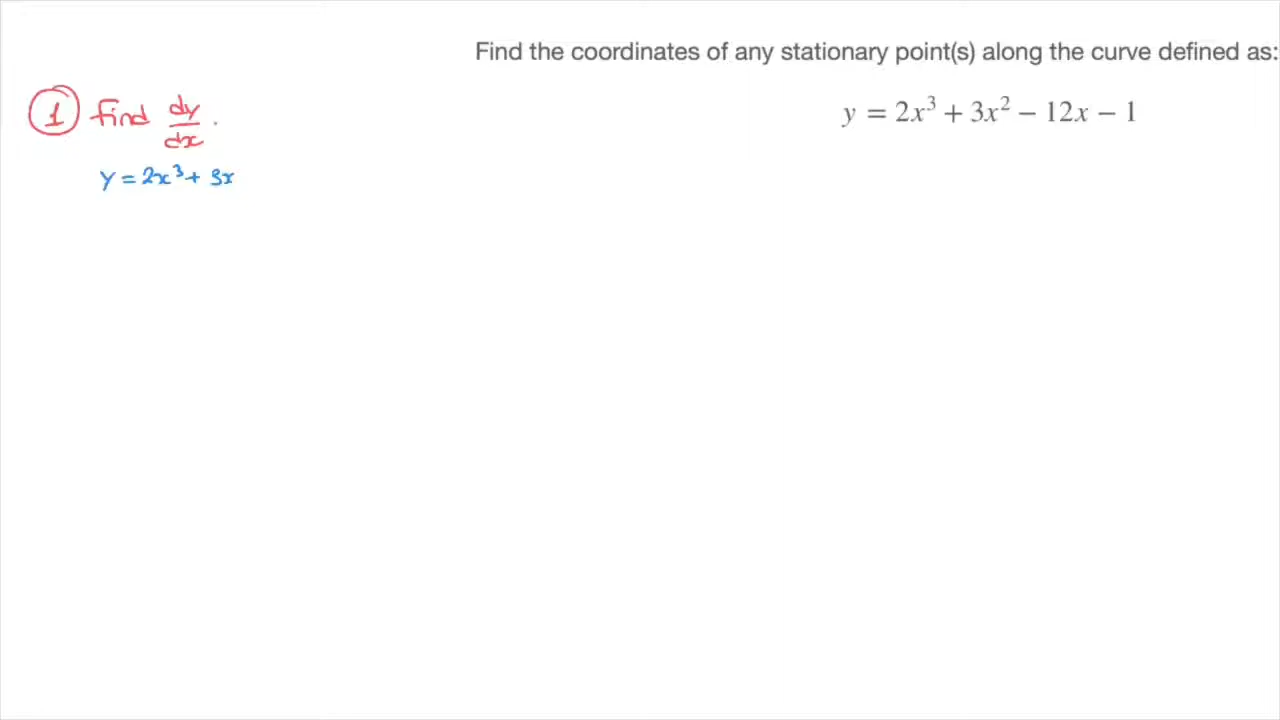 Find the coordinates of any stationary point(s) along the curve defined as:
y = 2x³ + 3x² − 12x − 1
1 Find dy/dx.
y = 2x³ + 3x